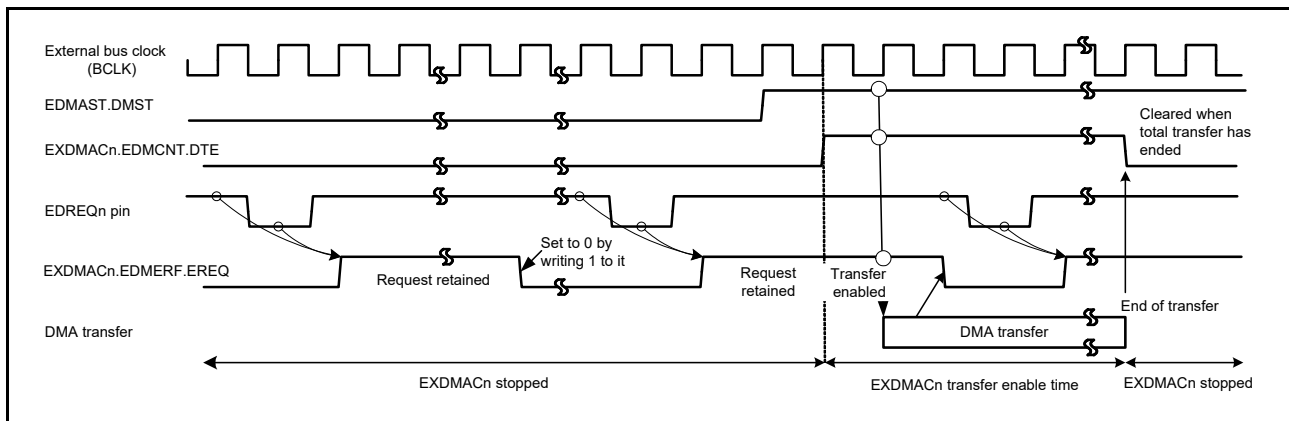 External bus clock
(BCLK)
EDMAST.DMST
Cleared when
total transfer has
ended
EXDMACn.EDMCNT.DTE
EDREQn pin
Set to 0 by
writing 1 to it
EXDMACn.EDMERF.EREQ
Request retained
Request
retained
Transfer
enabled
End of transfer
DMA transfer
DMA transfer
EXDMACn stopped
EXDMACn transfer enable time
EXDMACn stopped